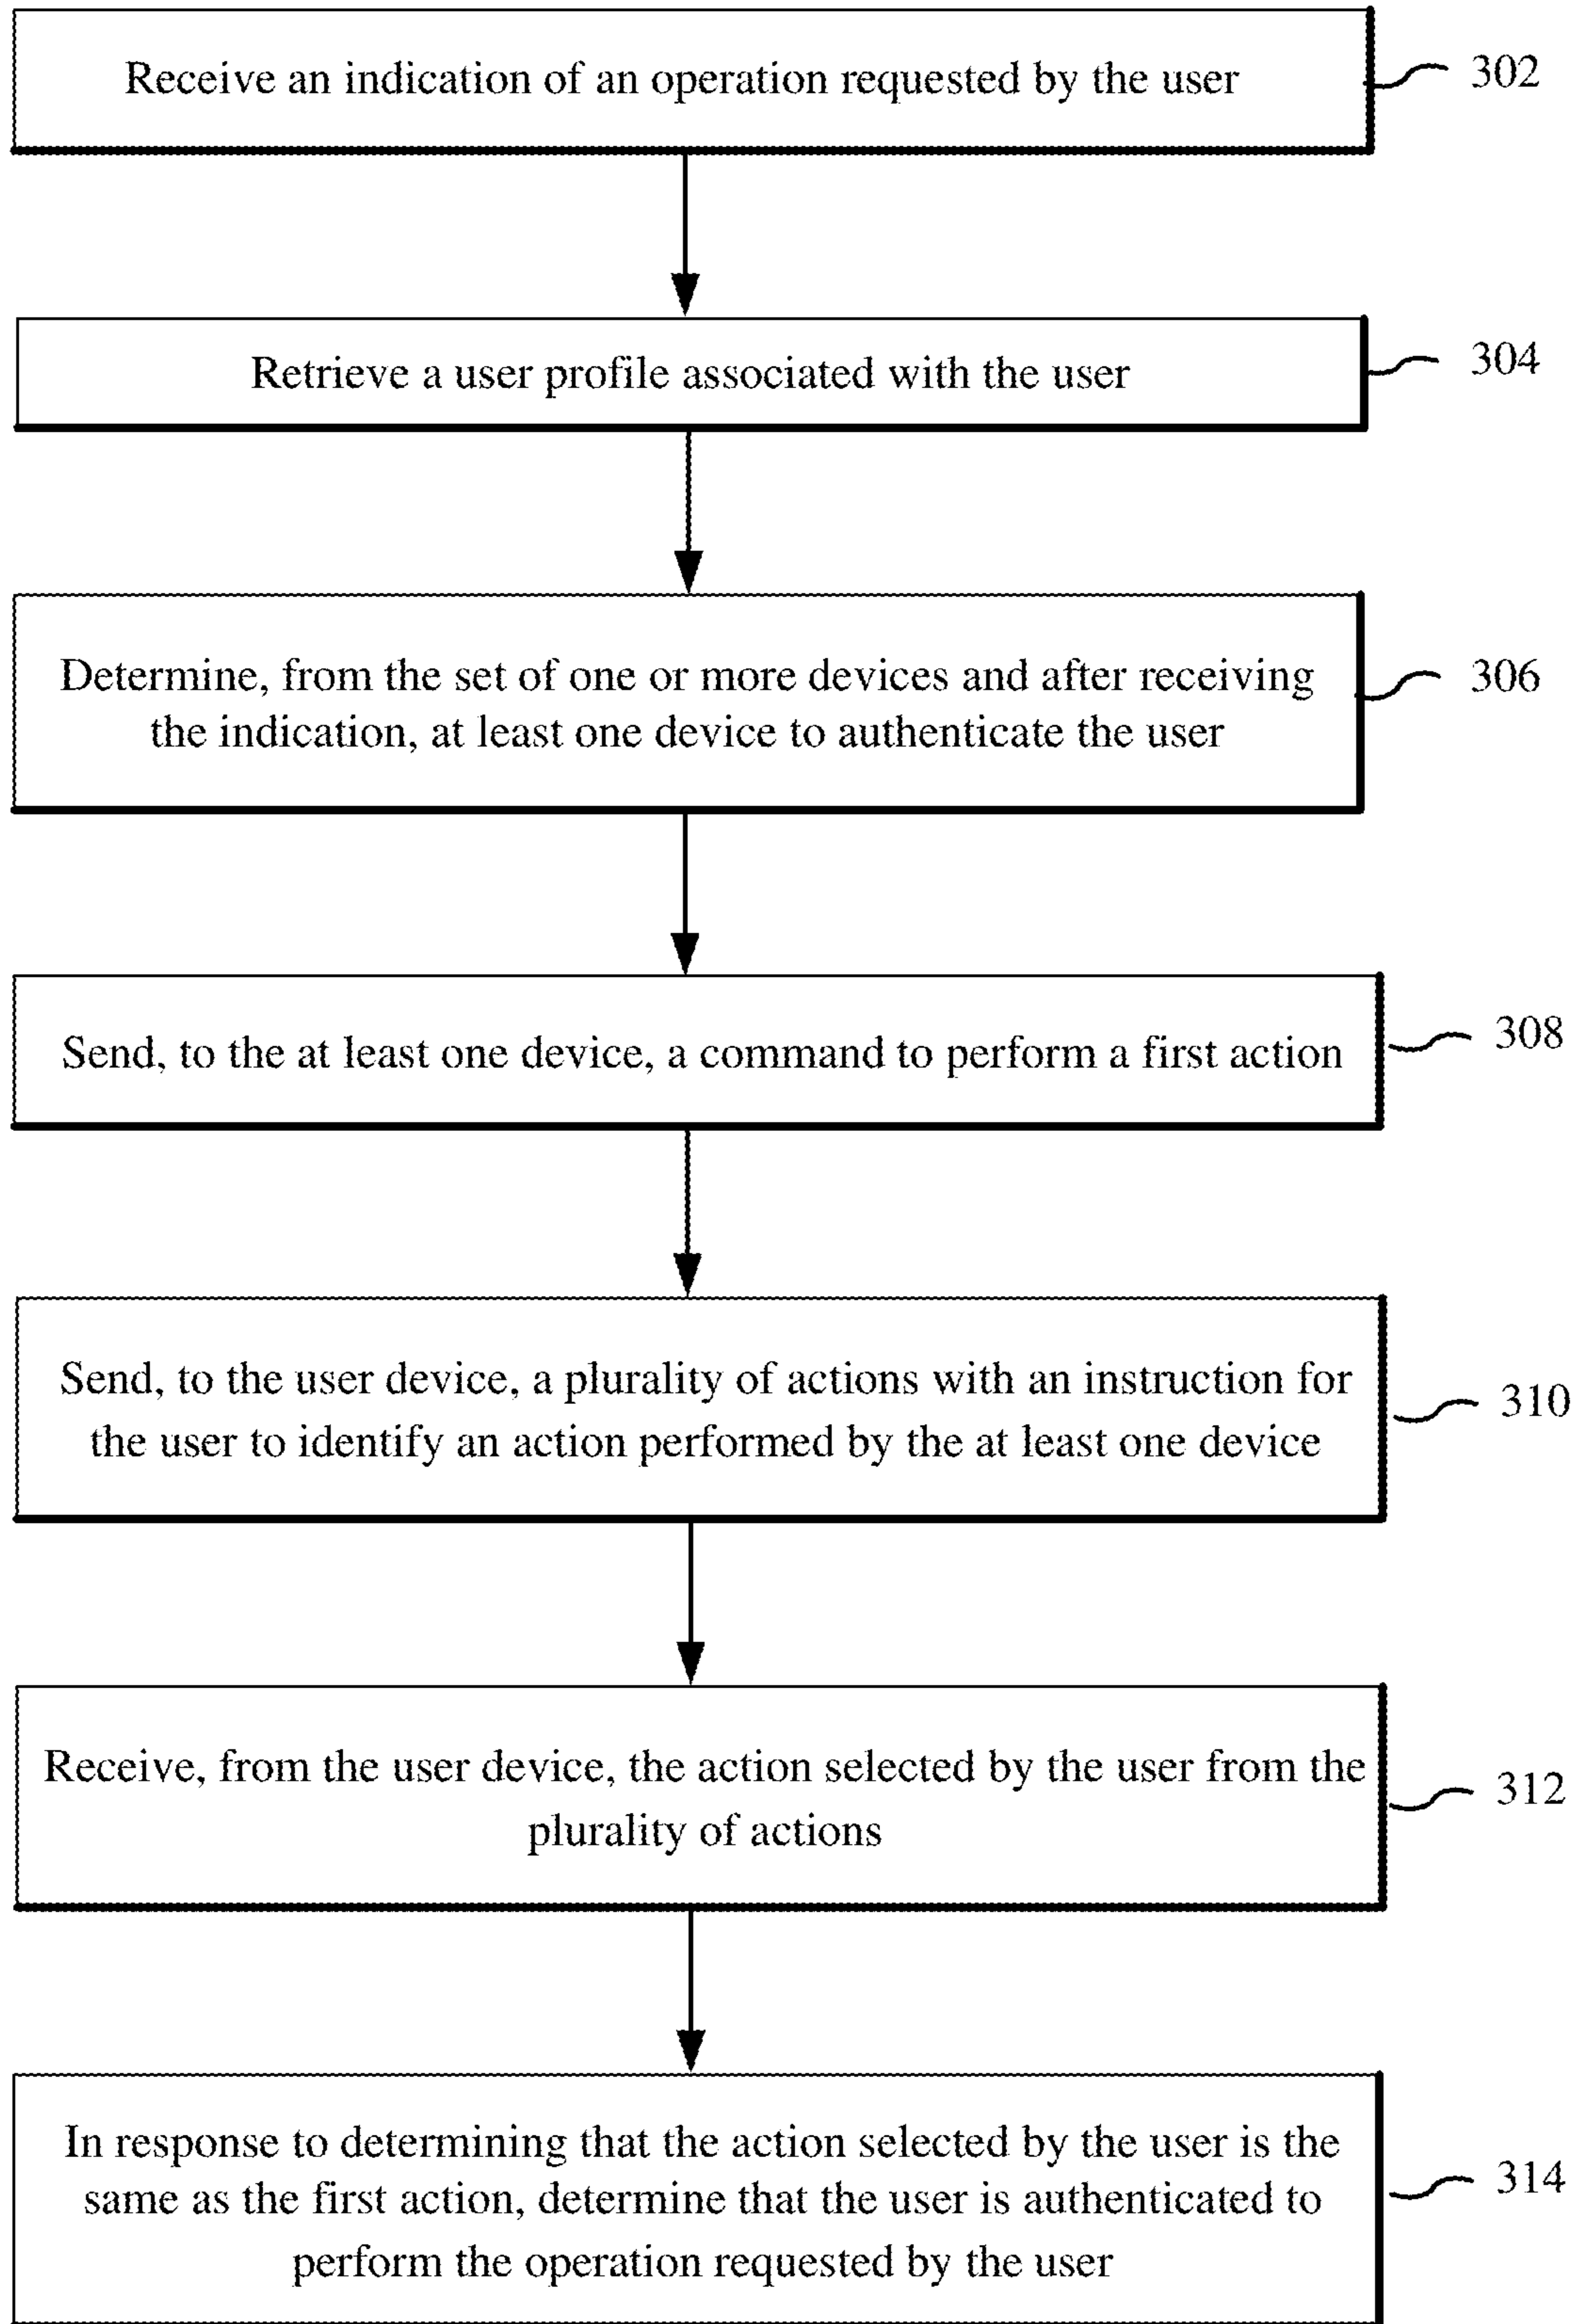 Receive an indication of an operation requested by the user
302
Retrieve a user profile associated with the user
304
Determine, from the set of one or more devices and after receiving
the indication, at least one device to authenticate the user
306
Send, to the at least one device, a command to perform a first action
308
Send, to the user device, a plurality of actions with an instruction for
the user to identify an action performed by the at least one device
310
Receive, from the user device, the action selected by the user from the
plurality of actions
312
In response to determining that the action selected by the user is the
same as the first action, determine that the user is authenticated to
perform the operation requested by the user
314